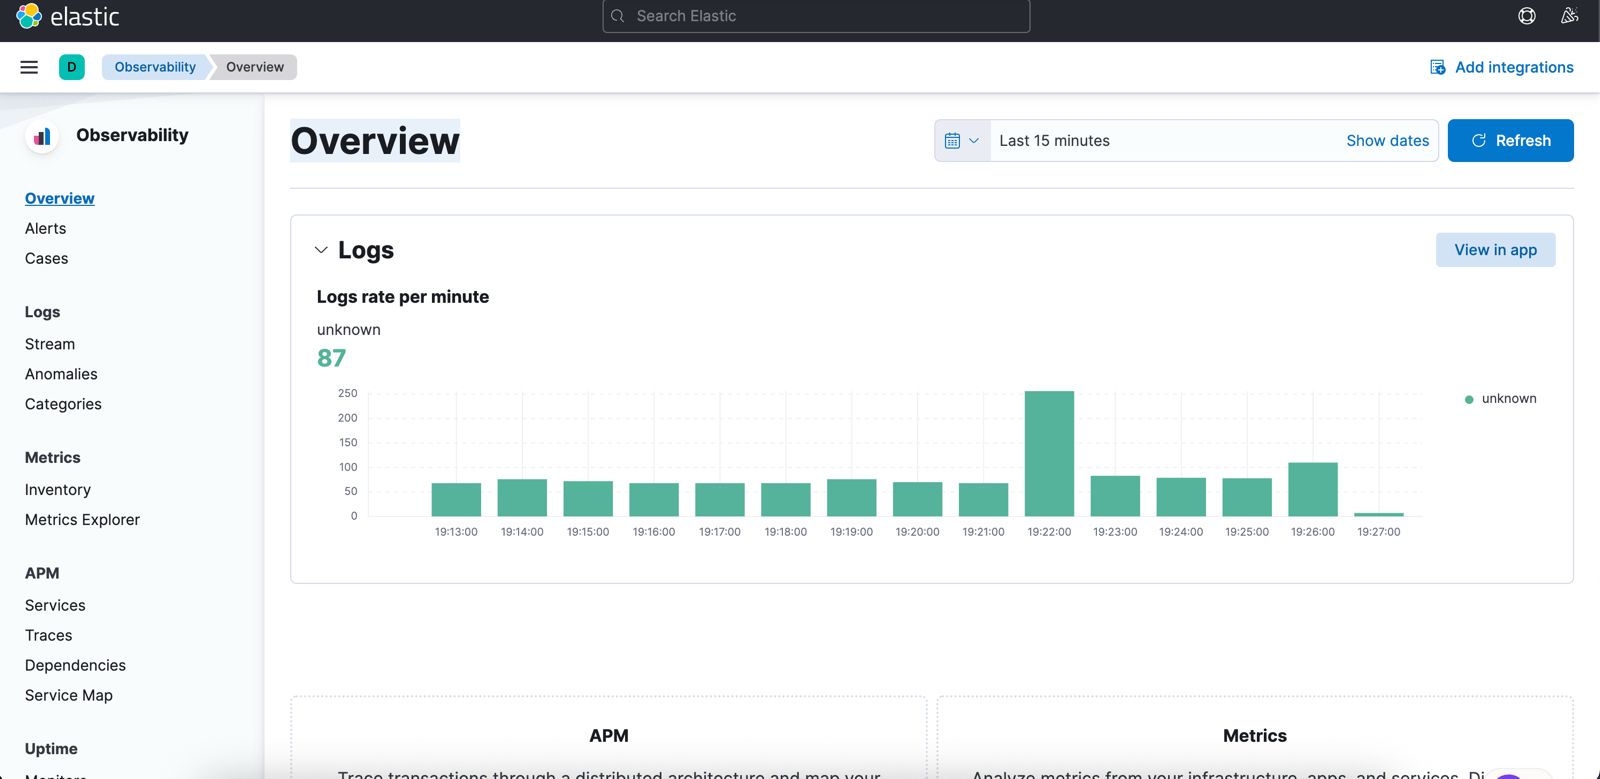 elastic
Search Elastic
D
Observability
Overview
Add integrations
Observability
Overview
Alerts
Cases
Logs
Stream
Anomalies
Categories
Metrics
Inventory
Metrics Explorer
APM
Services
Traces
Dependencies
Service Map
Uptime
Monitors
Overview
Last 15 minutes
Show dates
Refresh
Logs
View in app
Logs rate per minute
unknown
87
250
200
150
100
50
0
19:13:00 19:14:00 19:15:00 19:16:00 19:17:00 19:18:00 19:19:00 19:20:00 19:21:00 19:22:00 19:23:00 19:24:00 19:25:00 19:26:00 19:27:00
unknown
APM
Trace transactions through a distributed architecture and map your
Metrics
Analyze metrics from your infrastructure, apps, and services. Di